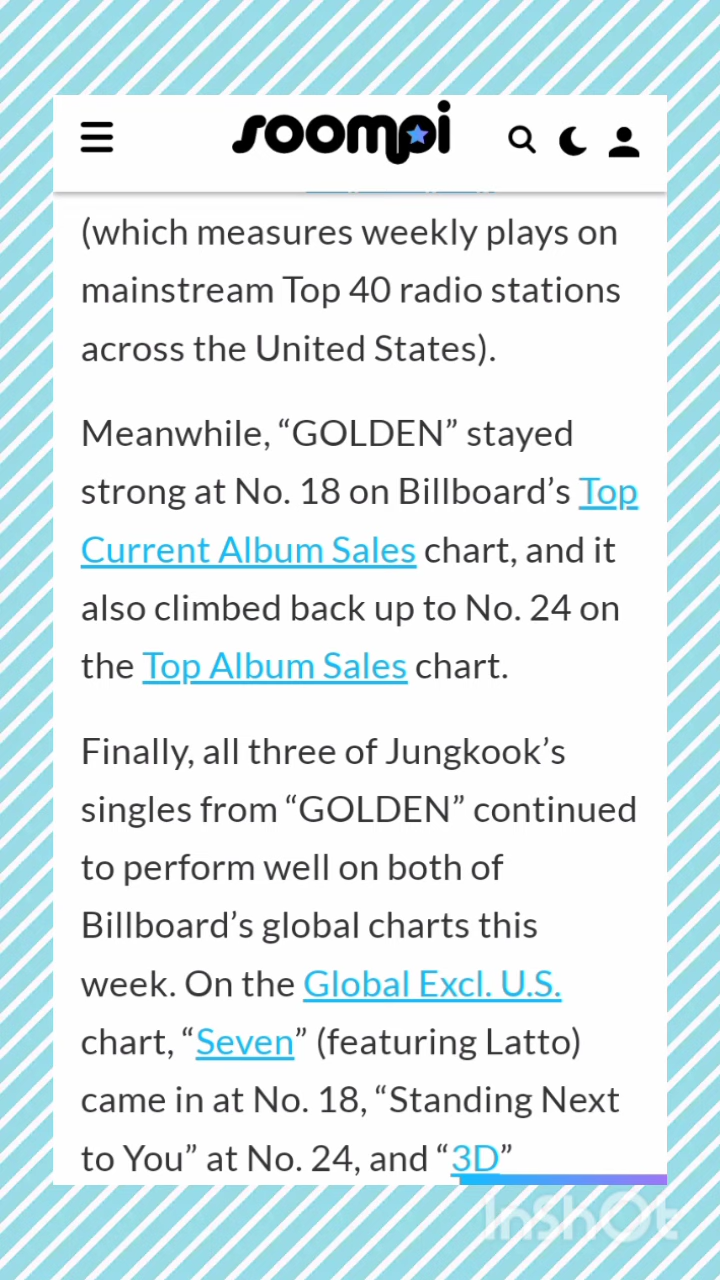 soompi
(which measures weekly plays on
mainstream Top 40 radio stations
across the United States).
Meanwhile, “GOLDEN” stayed
strong at No. 18 on Billboard’s Top
Current Album Sales chart, and it
also climbed back up to No. 24 on
the Top Album Sales chart.
Finally, all three of Jungkook’s
singles from “GOLDEN” continued
to perform well on both of
Billboard’s global charts this
week. On the Global Excl. U.S.
chart, “Seven” (featuring Latto)
came in at No. 18, “Standing Next
to You” at No. 24, and “3D”
InShOt